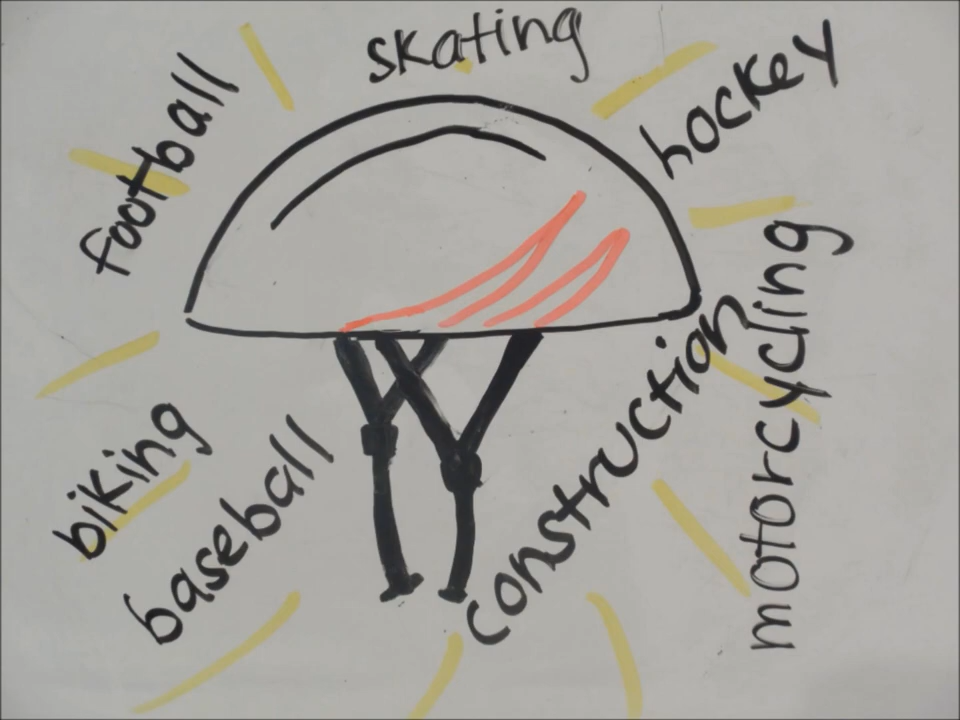 skating
hockey
football
motorcycling
construction
biking
baseball